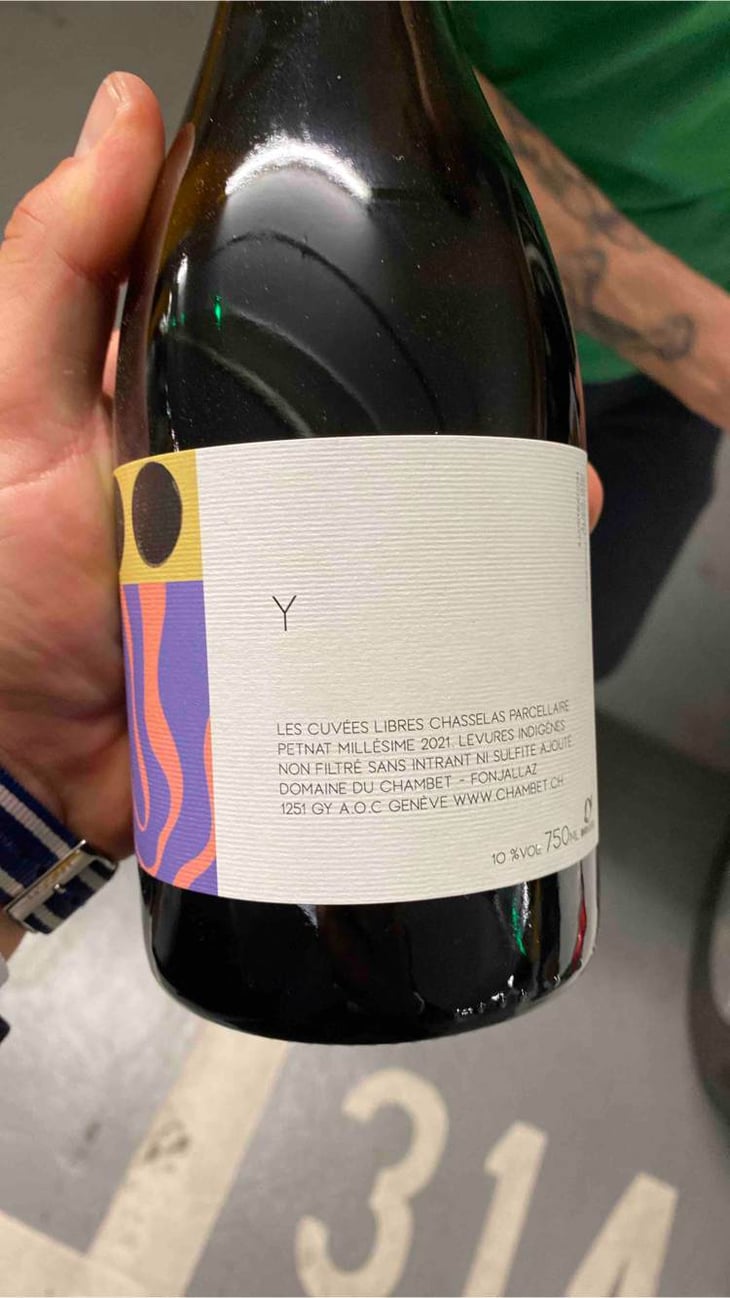 Y
LES CUVÉES LIBRES CHASSELAS PARCELLAIRE
PETNAT MILLÉSIME 2021. LEVURES INDIGÈNES
NON FILTRÉ SANS INTRANT NI SULFITE AJOUTÉ
DOMAINE DU CHAMBET - FONJALLAZ
1251 GY A.O.C GENÈVE WWW.CHAMBET.CH
10 %VOL 750ML
314